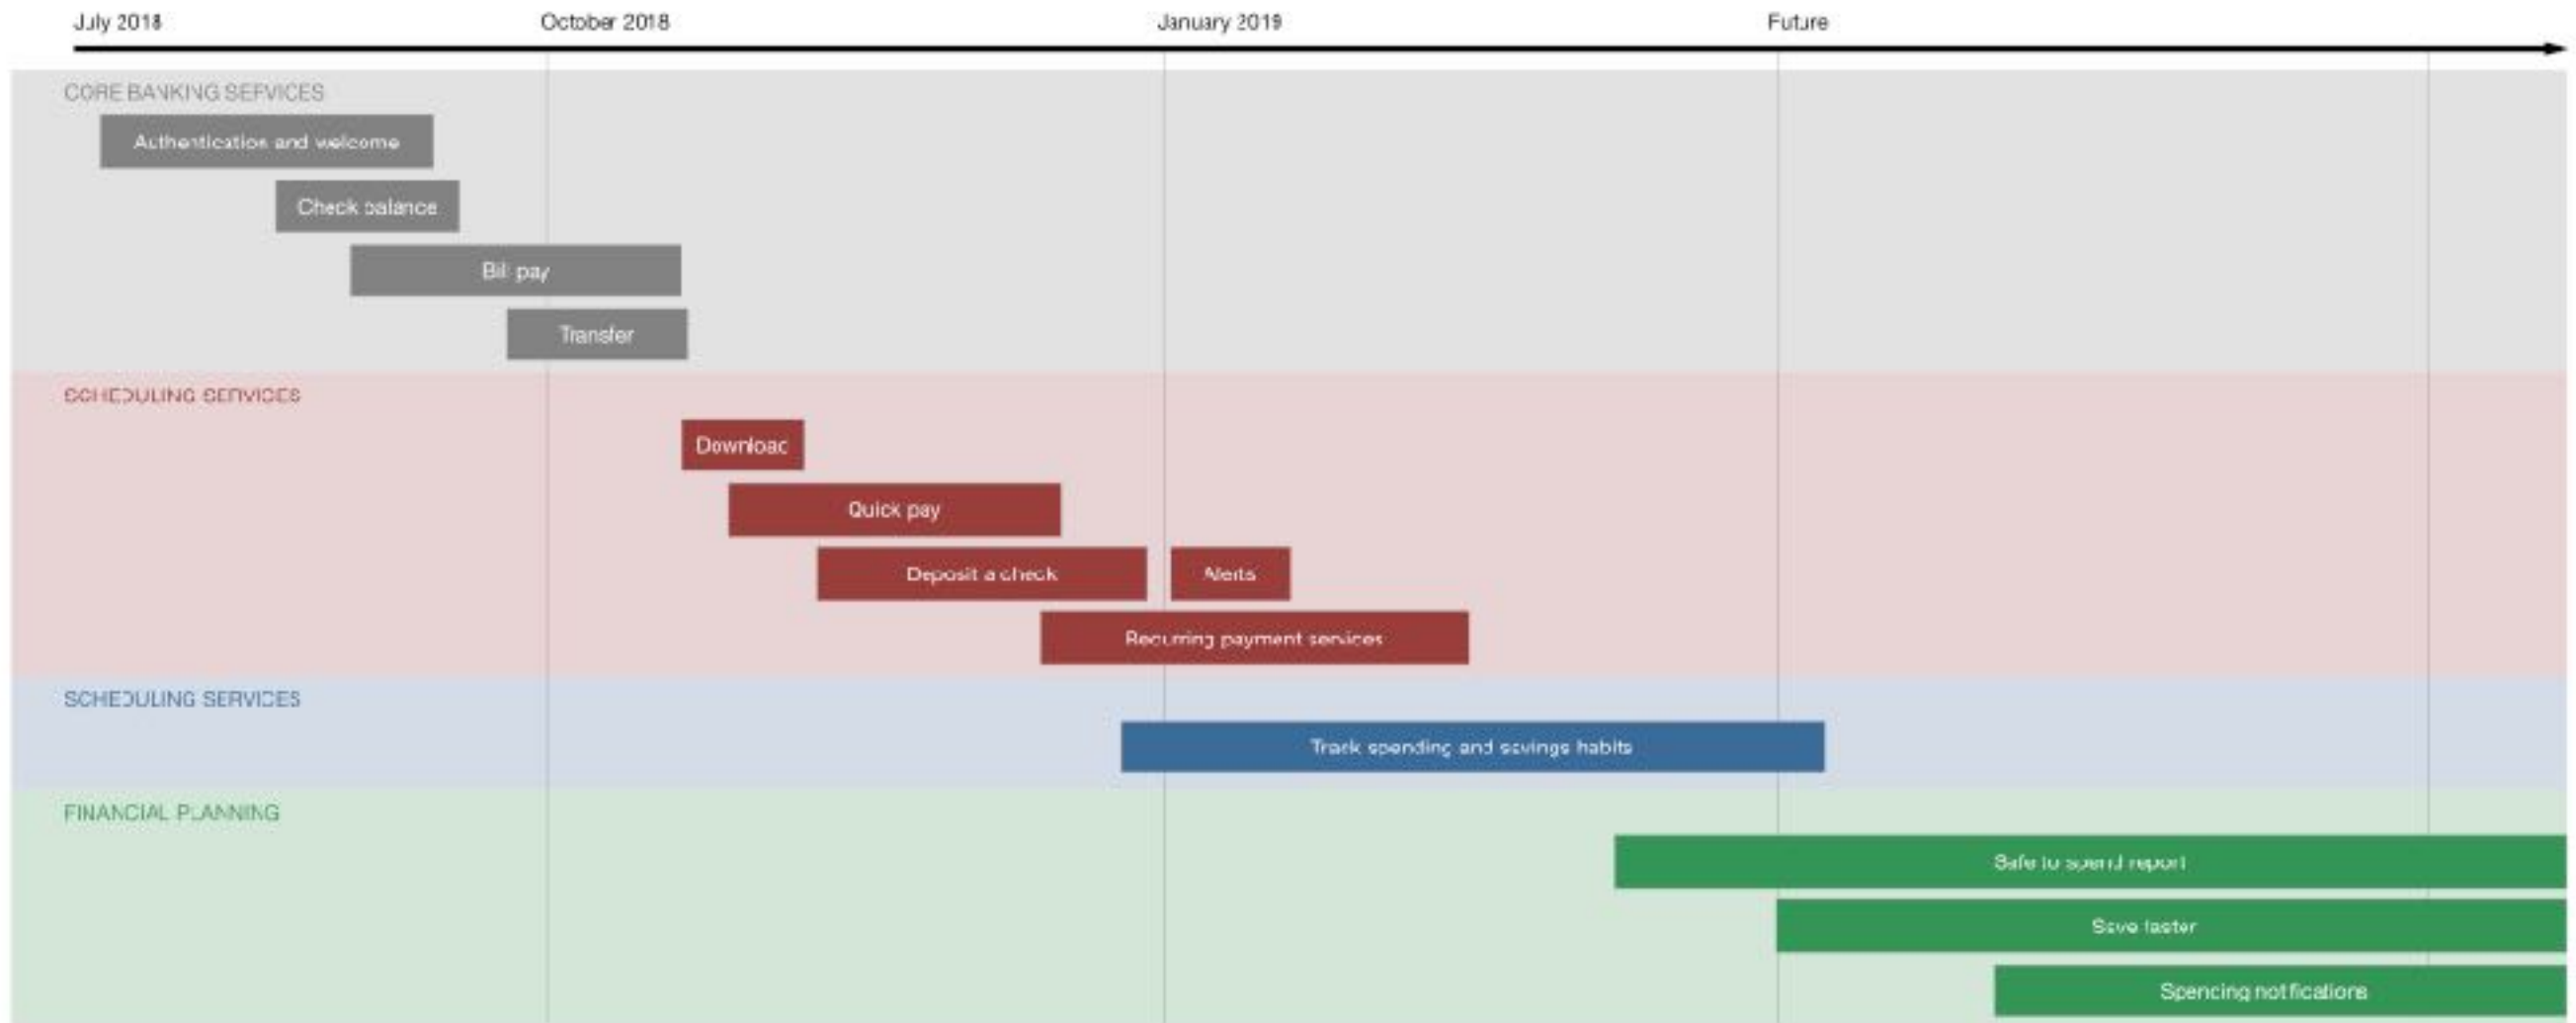 July 2018
October 2018
January 2019
Future
CORE BANKING SERVICES
Authentication and welcome
Check balance
Bill pay
Transfer
SCHEDULING SERVICES
Download
Quick pay
Deposit a check
Alerts
Recurring payment services
SCHEDULING SERVICES
Track spending and savings habits
FINANCIAL PLANNING
Safe to spend report
Save faster
Spending notifications